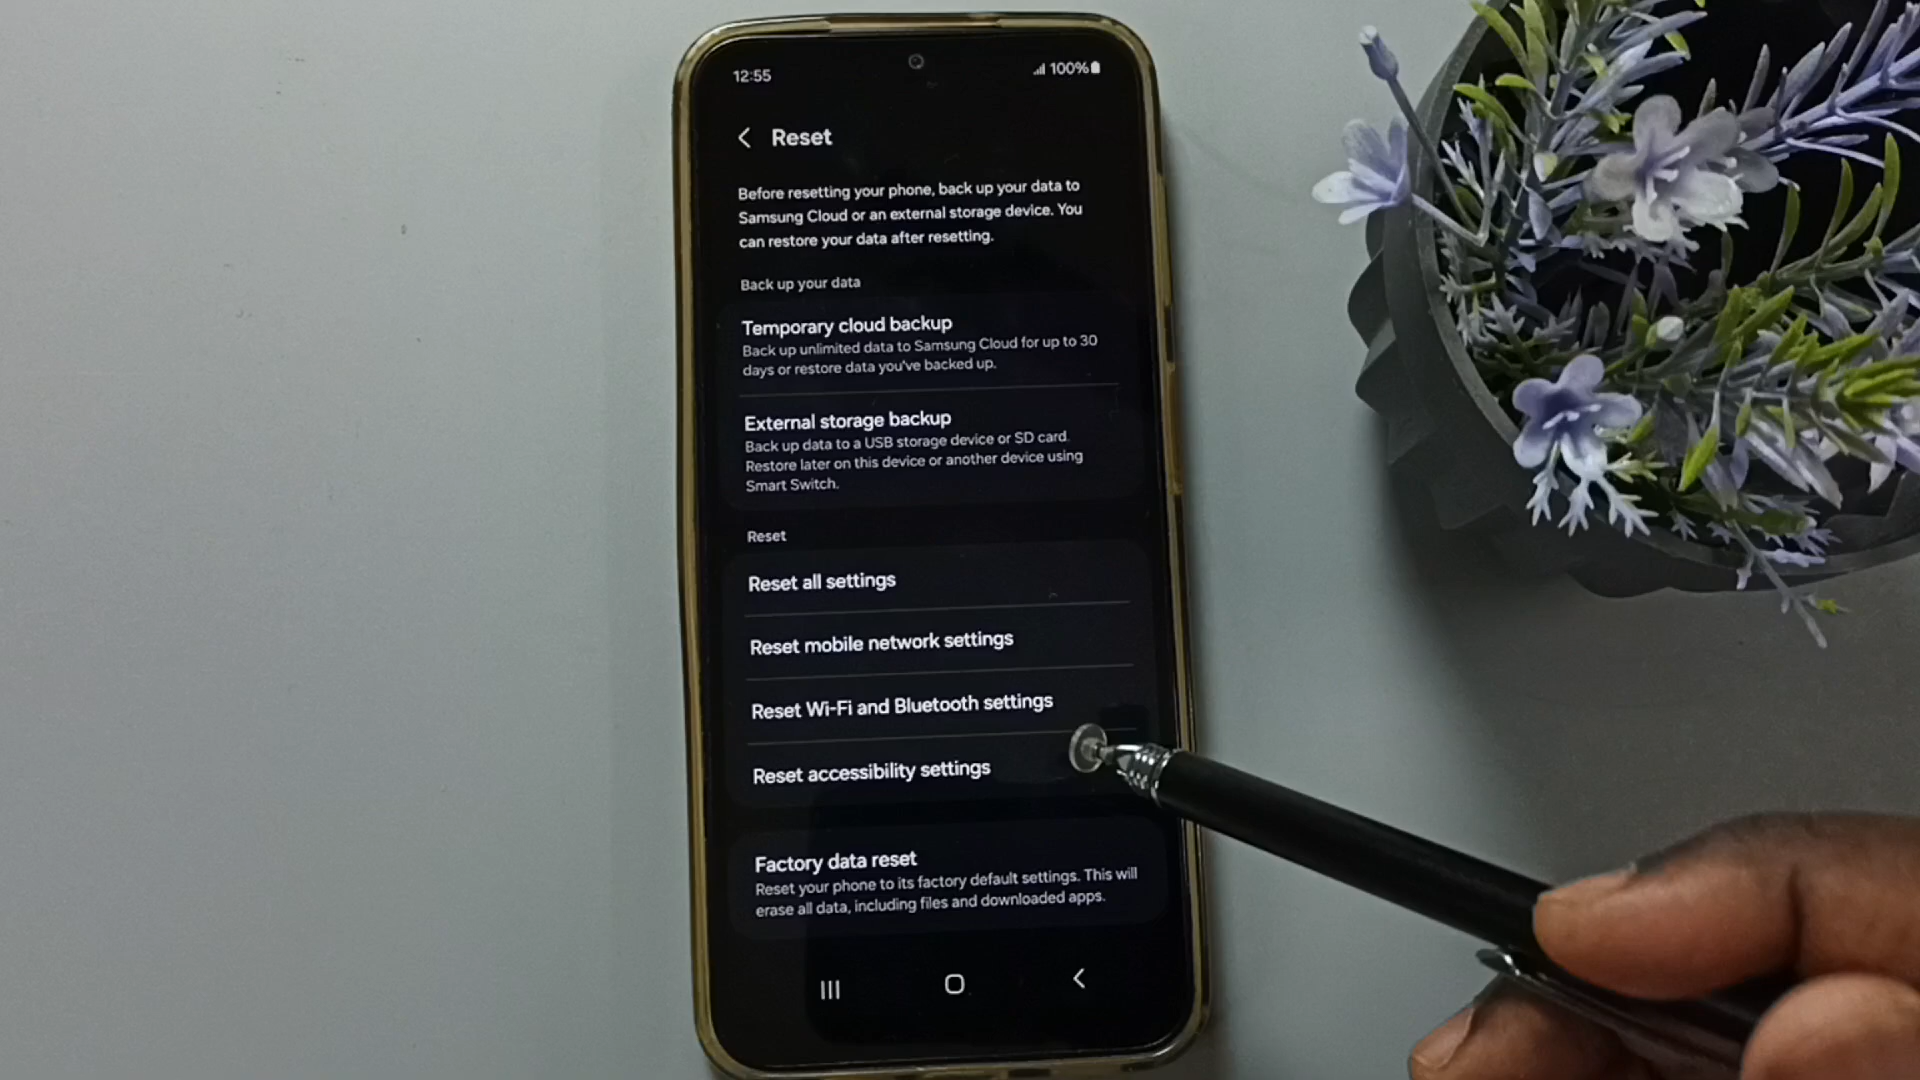 12:55
100%
Reset
Before resetting your phone, back up your data to
Samsung Cloud or an external storage device. You
can restore your data after resetting.
Back up your data
Temporary cloud backup
Back up unlimited data to Samsung Cloud for up to 30
days or restore data you've backed up.
External storage backup
Back up data to a USB storage device or SD card.
Restore later on this device or another device using
Smart Switch.
Reset
Reset all settings
Reset mobile network settings
Reset Wi-Fi and Bluetooth settings
Reset accessibility settings
Factory data reset
Reset your phone to its factory default settings. This will
erase all data, including files and downloaded apps.